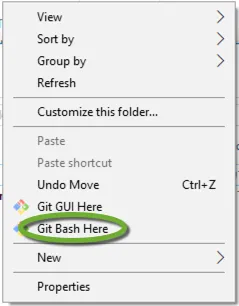 View
Sort by
Group by
Refresh
Customize this folder...
Paste
Paste shortcut
Undo Move Ctrl+Z
Git GUI Here
Git Bash Here
New
Properties